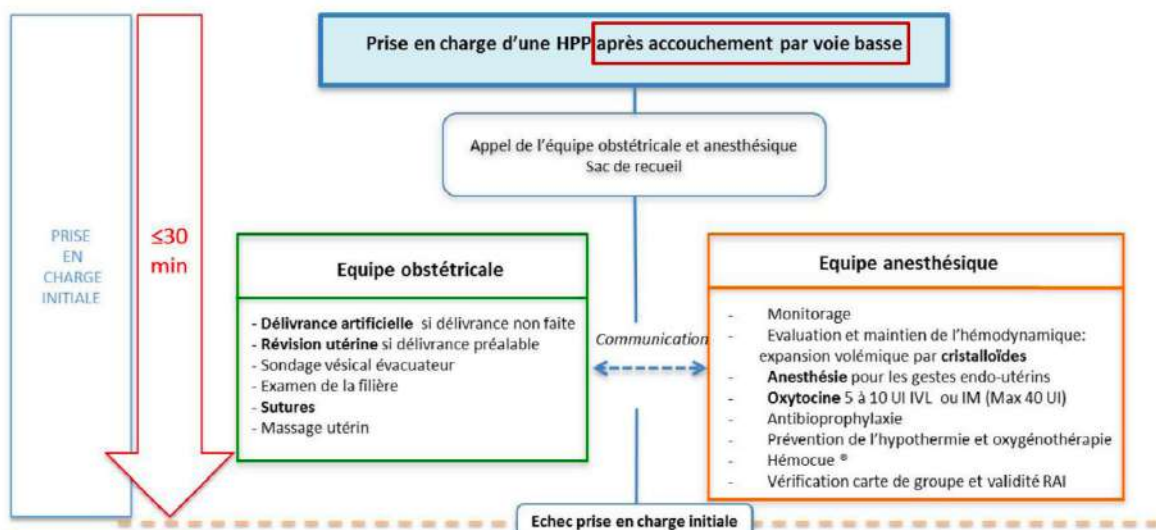 Prise en charge d'une HPP après accouchement par voie basse
Appel de l'équipe obstétricale et anesthésique
Sac de recueil
PRISE
EN
CHARGE
INITIALE
≤30
min
Equipe obstétricale
- Délivrance artificielle si délivrance non faite
- Révision utérine si délivrance préalable
- Sondage vésical évacuateur
- Examen de la filière
- Sutures
- Massage utérin
Communication
Equipe anesthésique
- Monitorage
- Evaluation et maintien de l'hémodynamique:
expansion volémique par cristalloïdes
- Anesthésie pour les gestes endo-utérins
- Oxytocine 5 à 10 UI IVL ou IM (Max 40 UI)
- Antibioprophylaxie
- Prévention de l'hypothermie et oxygénothérapie
- Hémocue ®
- Vérification carte de groupe et validité RAI
Echec prise en charge initiale